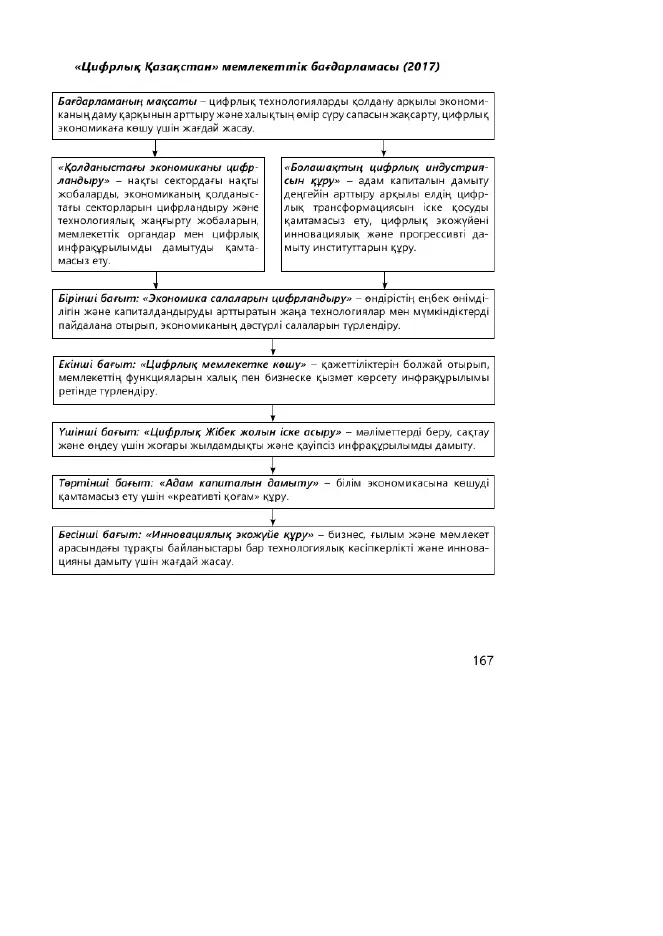 «Цифрлық Қазақстан» мемлекеттік бағдарламасы (2017)
Бағдарламаның мақсаты – цифрлық технологияларды қолдану арқылы экономи-
каның даму қарқынын арттыру және халықтың өмір сүру сапасын жақсарту, цифрлық
экономикаға көшу үшін жағдай жасау.
«Қолданыстағы экономиканы цифр-
ландыру» – нақты сектордағы нақты
жобаларды, экономиканың қолданыс-
тағы секторларын цифрландыру және
технологиялық жаңғырту жобаларын,
мемлекеттік органдар мен цифрлық
инфрақұрылымды дамытуды қамта-
масыз ету.
«Болашақтың цифрлық индустрия-
сын құру» – адам капиталын дамыту
деңгейін арттыру арқылы елдің цифр-
лық трансформациясын іске қосуды
қамтамасыз ету, цифрлық экожүйені
инновациялық және прогрессивті да-
мыту институттарын құру.
Бірінші бағыт: «Экономика салаларын цифрландыру» – өндірістің еңбек өнімді-
лігін және капиталдандыруды арттыратын жаңа технологиялар мен мүмкіндіктерді
пайдалана отырып, экономиканың дәстүрлі салаларын түрлендіру.
Екінші бағыт: «Цифрлық мемлекетке көшу» – қажеттіліктерін болжай отырып,
мемлекеттің функцияларын халық пен бизнеске қызмет көрсету инфрақұрылымы
ретінде түрлендіру.
Үшінші бағыт: «Цифрлық Жібек жолын іске асыру» – мәліметтерді беру, сақтау
және өңдеу үшін жоғары жылдамдықты және қауіпсіз инфрақұрылымды дамыту.
Төртінші бағыт: «Адам капиталын дамыту» – білім экономикасына көшуді
қамтамасыз ету үшін «креативті қоғам» құру.
Бесінші бағыт: «Инновациялық экожүйе құру» – бизнес, ғылым және мемлекет
арасындағы тұрақты байланыстары бар технологиялық кәсіпкерлікті және иннова-
цияны дамыту үшін жағдай жасау.
167